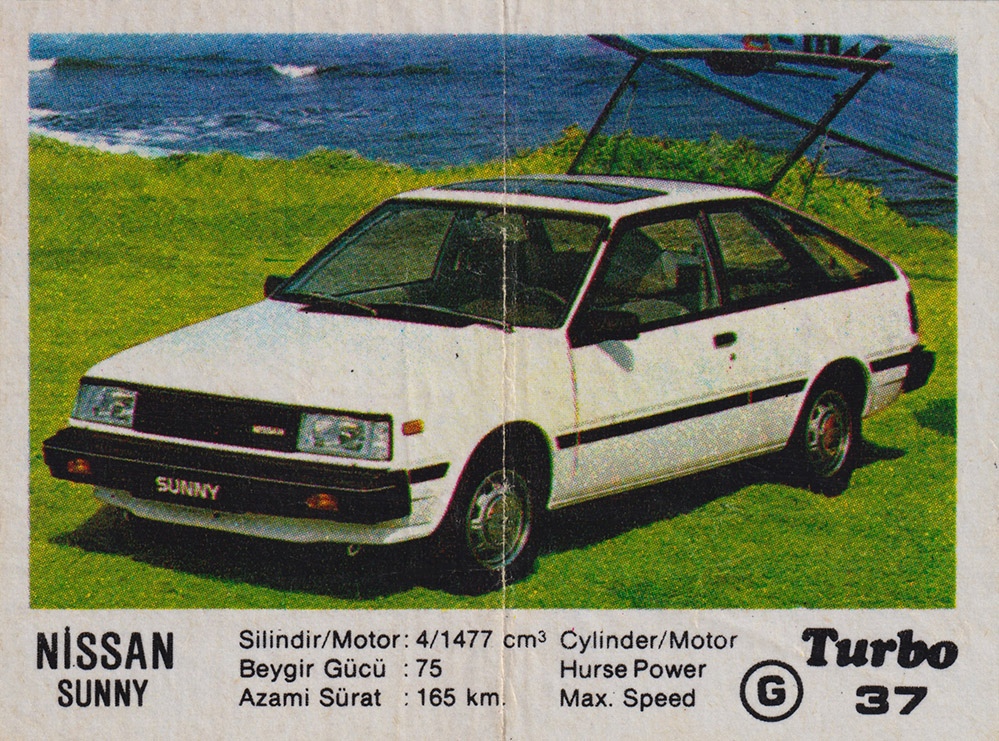 NISSAN
SUNNY
NİSSAN
SUNNY
Silindir/Motor : 4/1477 cm³ Cylinder/Motor
Beygir Gücü : 75 Hurse Power
Azami Sürat : 165 km. Max. Speed
G
Turbo
37